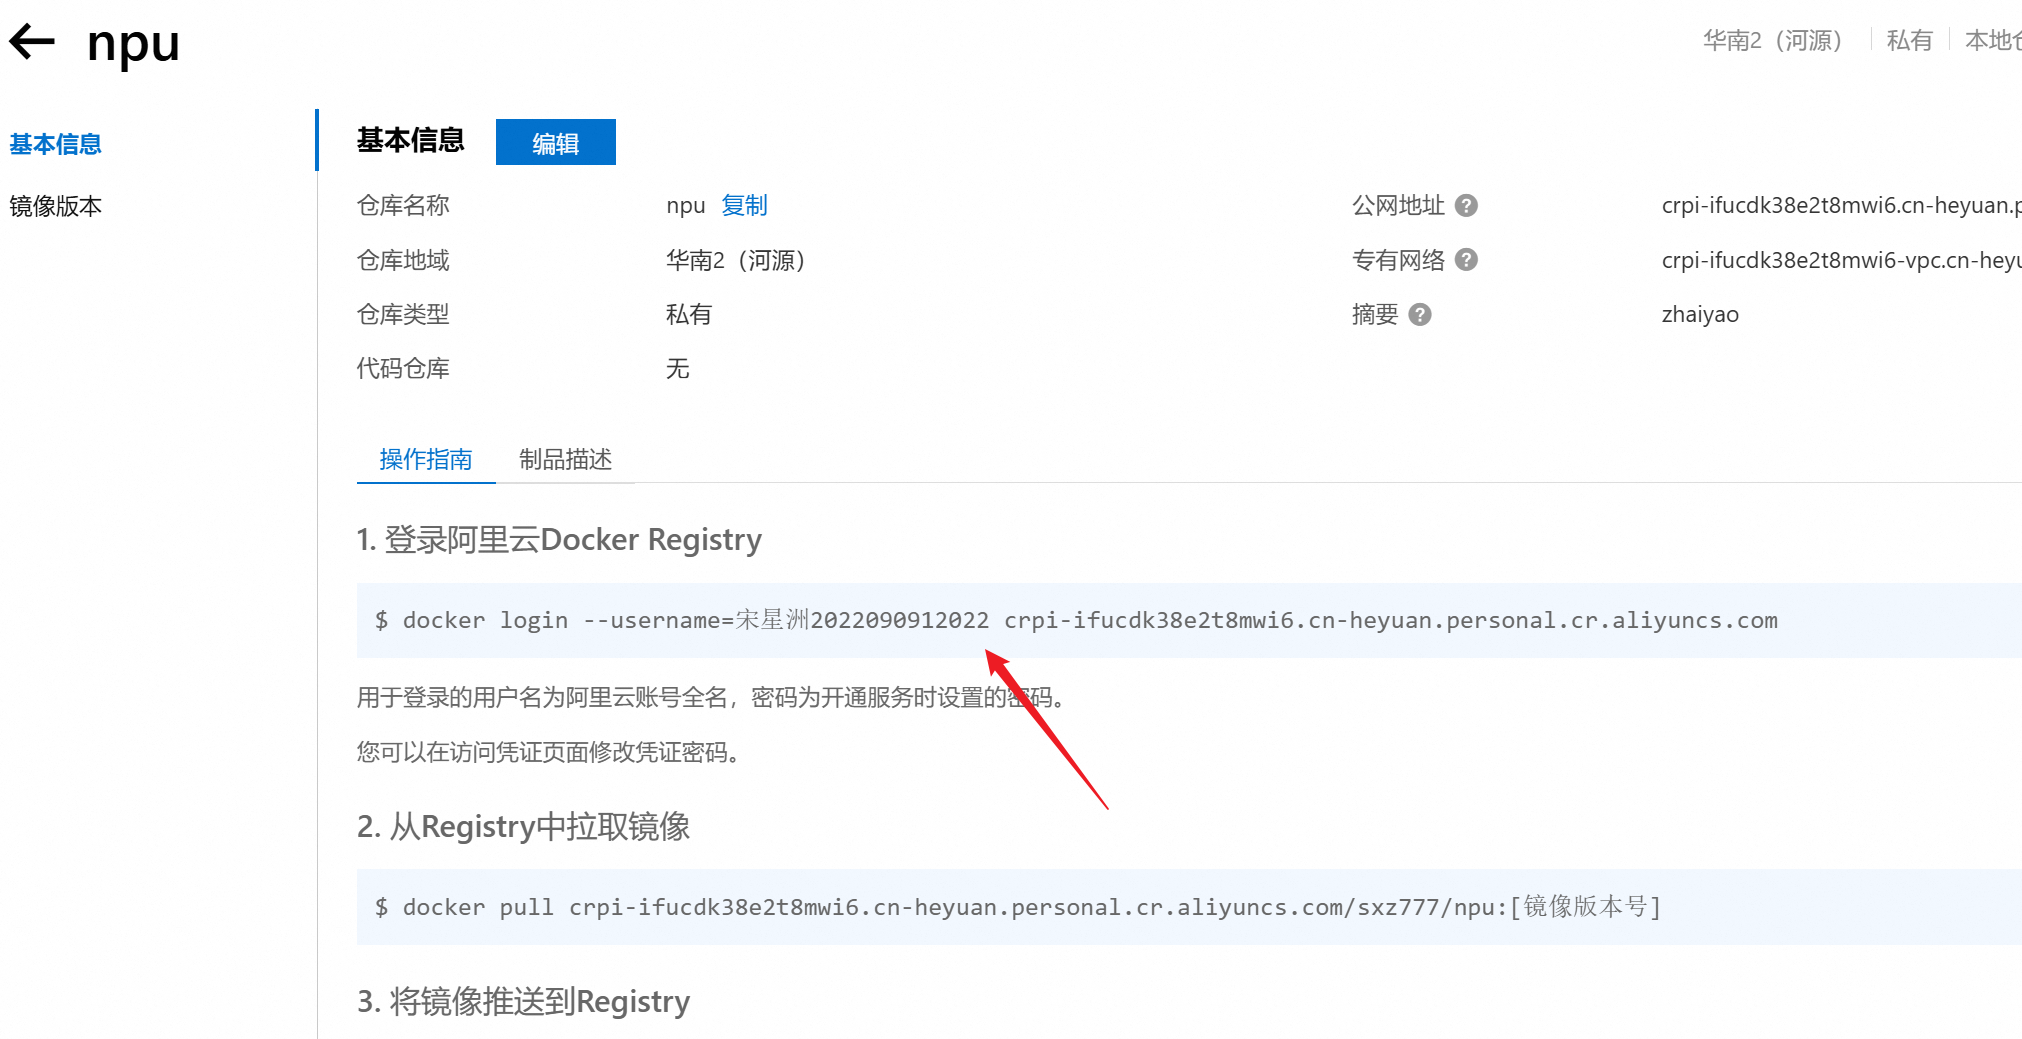 npu
华南2（河源） 私有 本地
基本信息
镜像版本
基本信息 编辑
仓库名称 npu 复制
公网地址 ? crpi-ifucdk38e2t8mwi6.cn-heyuan.p
仓库地域 华南2（河源）
专有网络 ? crpi-ifucdk38e2t8mwi6-vpc.cn-heyu
仓库类型 私有
摘要 ? zhaiyao
代码仓库 无
操作指南 制品描述
1. 登录阿里云Docker Registry
$ docker login --username=宋星洲2022090912022 crpi-ifucdk38e2t8mwi6.cn-heyuan.personal.cr.aliyuncs.com
用于登录的用户名为阿里云账号全名，密码为开通服务时设置的密码。
您可以在访问凭证页面修改凭证密码。
2. 从Registry中拉取镜像
$ docker pull crpi-ifucdk38e2t8mwi6.cn-heyuan.personal.cr.aliyuncs.com/sxz777/npu:[镜像版本号]
3. 将镜像推送到Registry